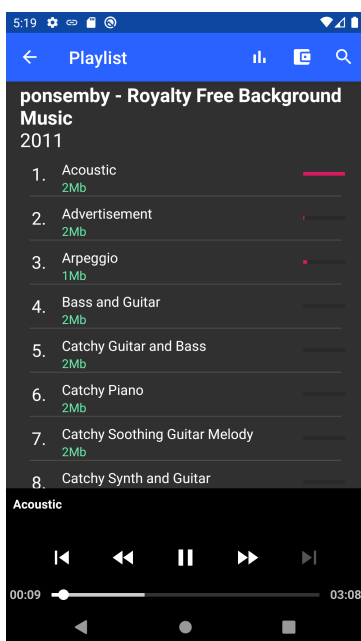 5:19
Playlist
ponsemby - Royalty Free Background
Music
2011
1. Acoustic
2Mb
2. Advertisement
2Mb
3. Arpeggio
1Mb
4. Bass and Guitar
2Mb
5. Catchy Guitar and Bass
2Mb
6. Catchy Piano
2Mb
7. Catchy Soothing Guitar Melody
2Mb
8. Catchy Synth and Guitar
Acoustic
00:09
03:08